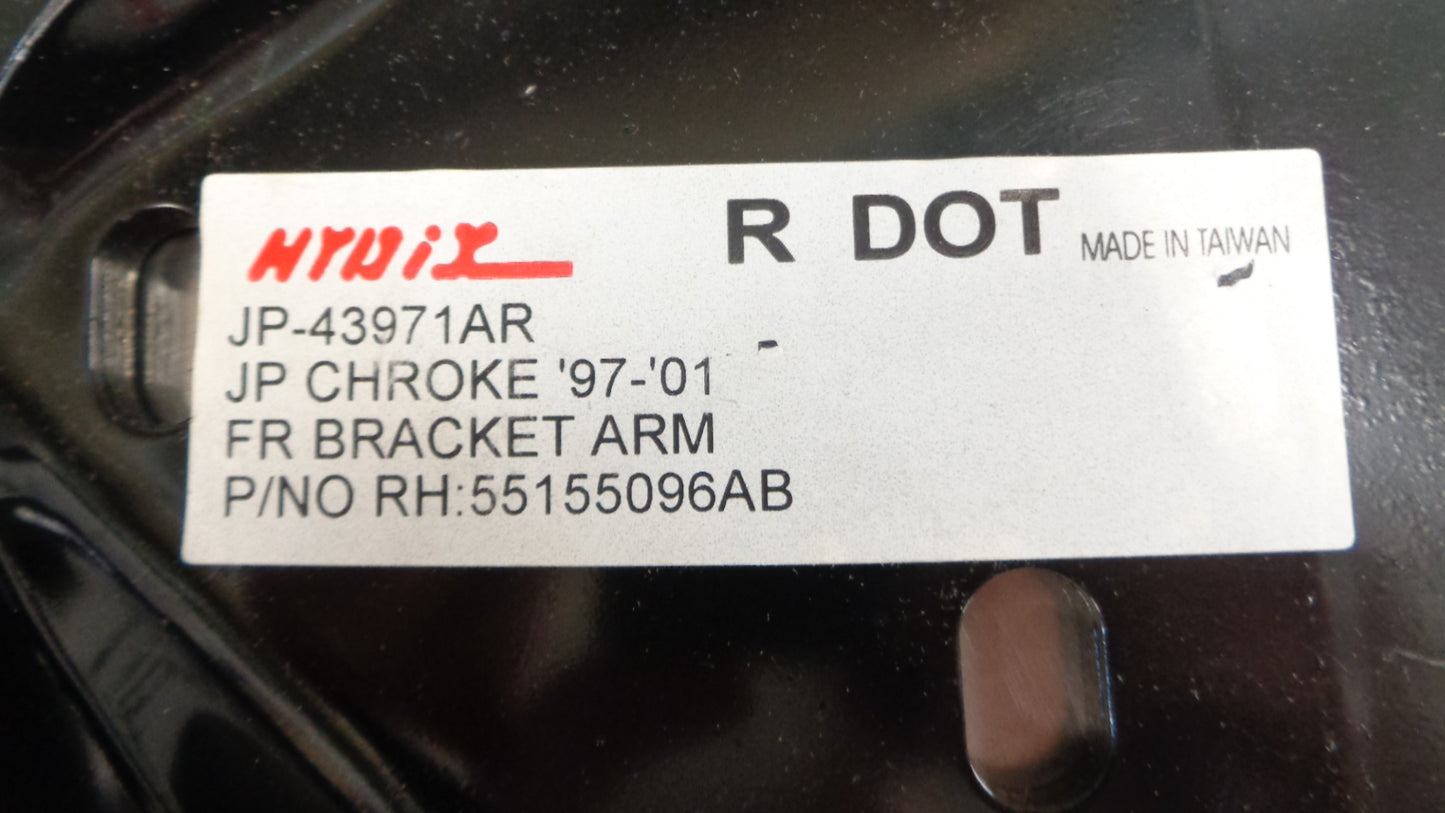 R DOT MADE IN TAIWAN
JP-43971AR
JP CHROKE '97-'01
FR BRACKET ARM
P/NO RH:55155096AB